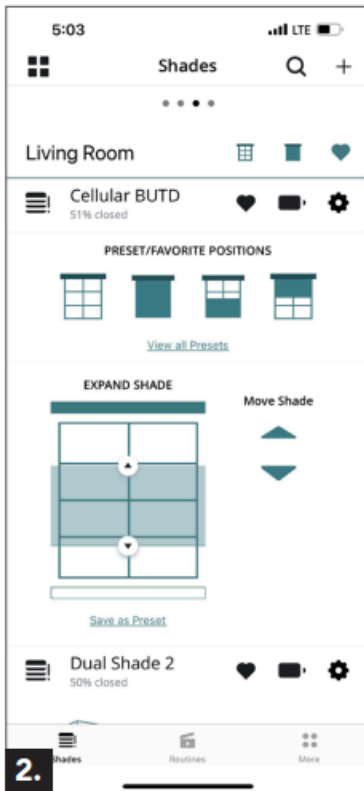 5:03 LTE
Shades
Living Room
Cellular BUTD
51% closed
PRESET/FAVORITE POSITIONS
View all Presets
EXPAND SHADE
Move Shade
Save as Preset
Dual Shade 2
50% closed
2.
Shades Routines More